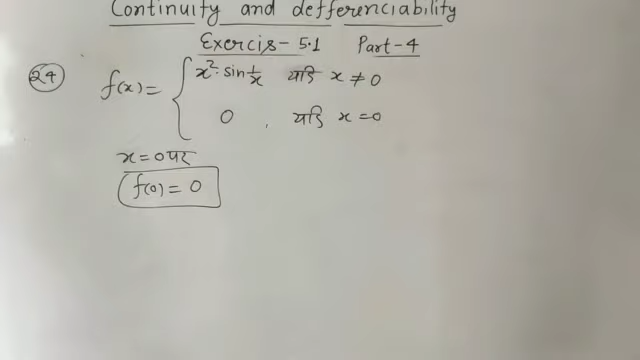 Continuity and defferenciability
Exercis-5.1 Part-4
24 f(x) = { x²·sin 1/x यदि x ≠ 0
0 , यदि x = 0
x = 0 पर
f(0) = 0